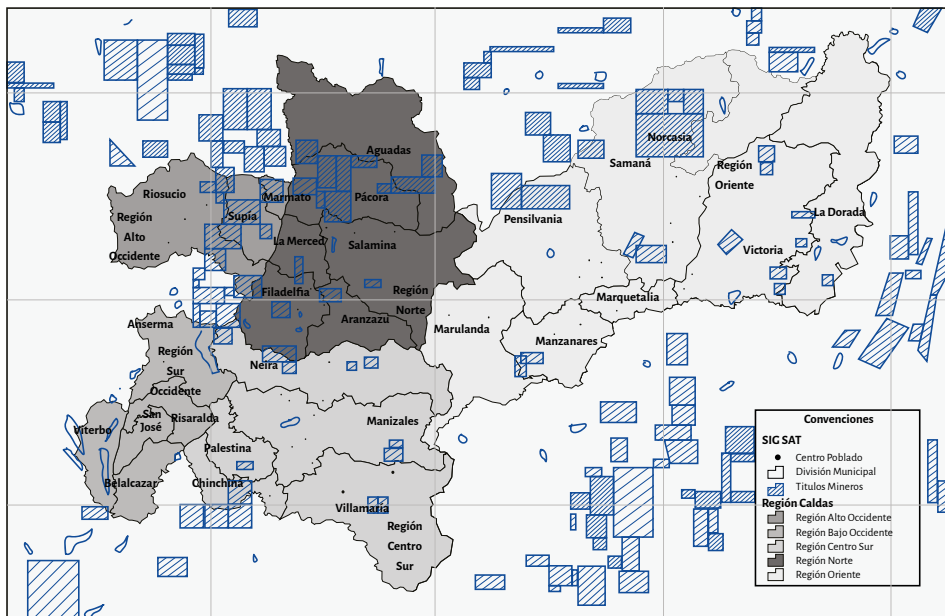 Aguadas
Norcasia
Samaná
Región
Oriente
Riosucio
Marmato
Pácora
Región
Alto
Occidente
Supia
Pensilvania
La Dorada
La Merced
Salamina
Victoria
Filadelfia
Región
Norte
Marquetalia
Anserma
Aranzazu
Marulanda
Manzanares
Región
Sur
Occidente
Neira
San
José
Risaralda
Viterbo
Manizales
Palestina
Belalcazar
Chinchiná
Villamaría
Región
Centro
Sur
Convenciones
SIG SAT
Centro Poblado
División Municipal
Titulos Mineros
Región Caldas
Región Alto Occidente
Región Bajo Occidente
Región Centro Sur
Región Norte
Región Oriente